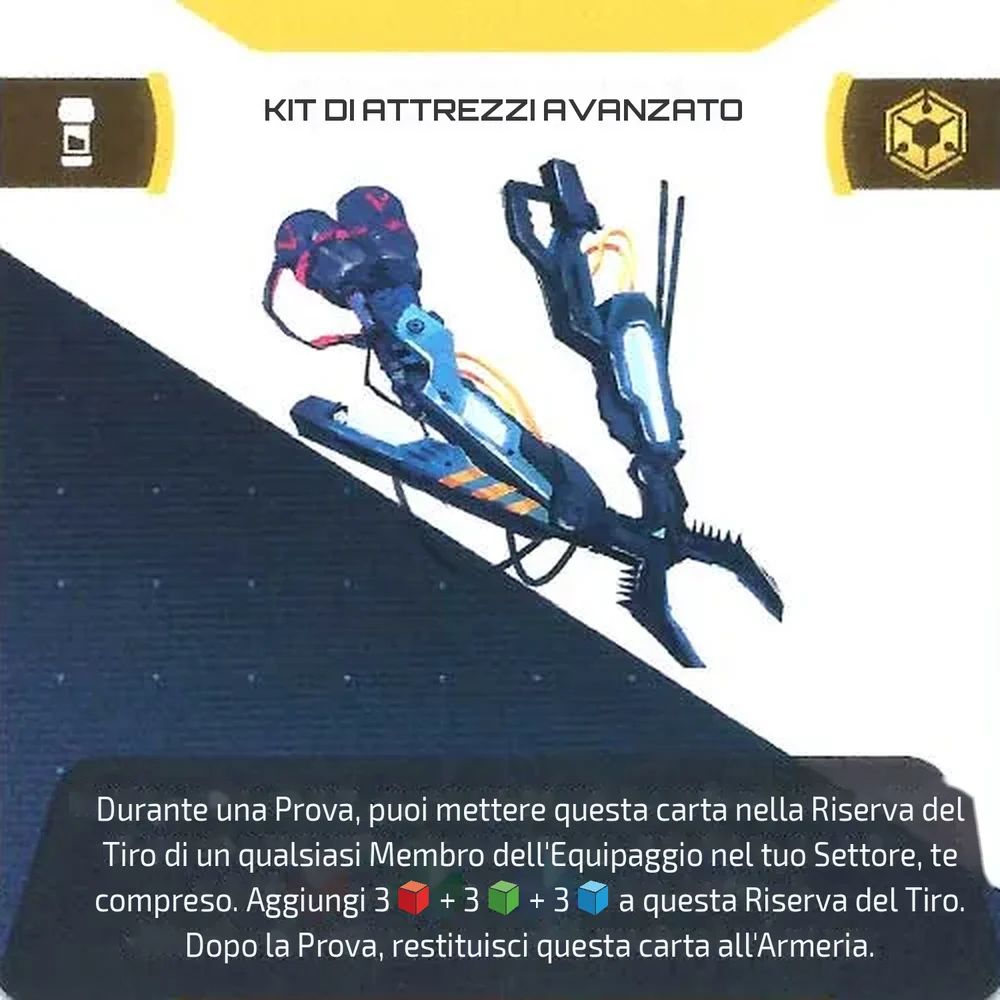 KIT DI ATTREZZI AVANZATO
Durante una Prova, puoi mettere questa carta nella Riserva del
Tiro di un qualsiasi Membro dell'Equipaggio nel tuo Settore, te
compreso. Aggiungi 3 + 3 + 3 a questa Riserva del Tiro.
Dopo la Prova, restituisci questa carta all'Armeria.